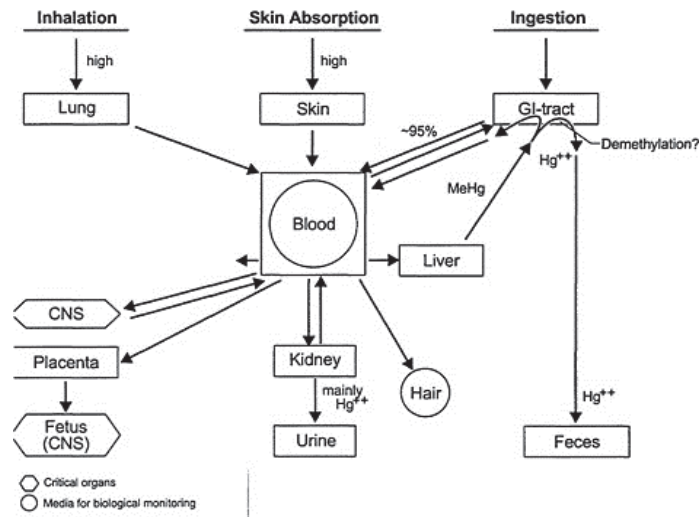 Inhalation
Skin Absorption
Ingestion
high
high
Lung
Skin
GI-tract
~95%
Demethylation?
Hg++
MeHg
Blood
Liver
CNS
Placenta
Kidney
Hair
mainly
Hg++
Hg++
Fetus
(CNS)
Urine
Feces
Critical organs
Media for biological monitoring